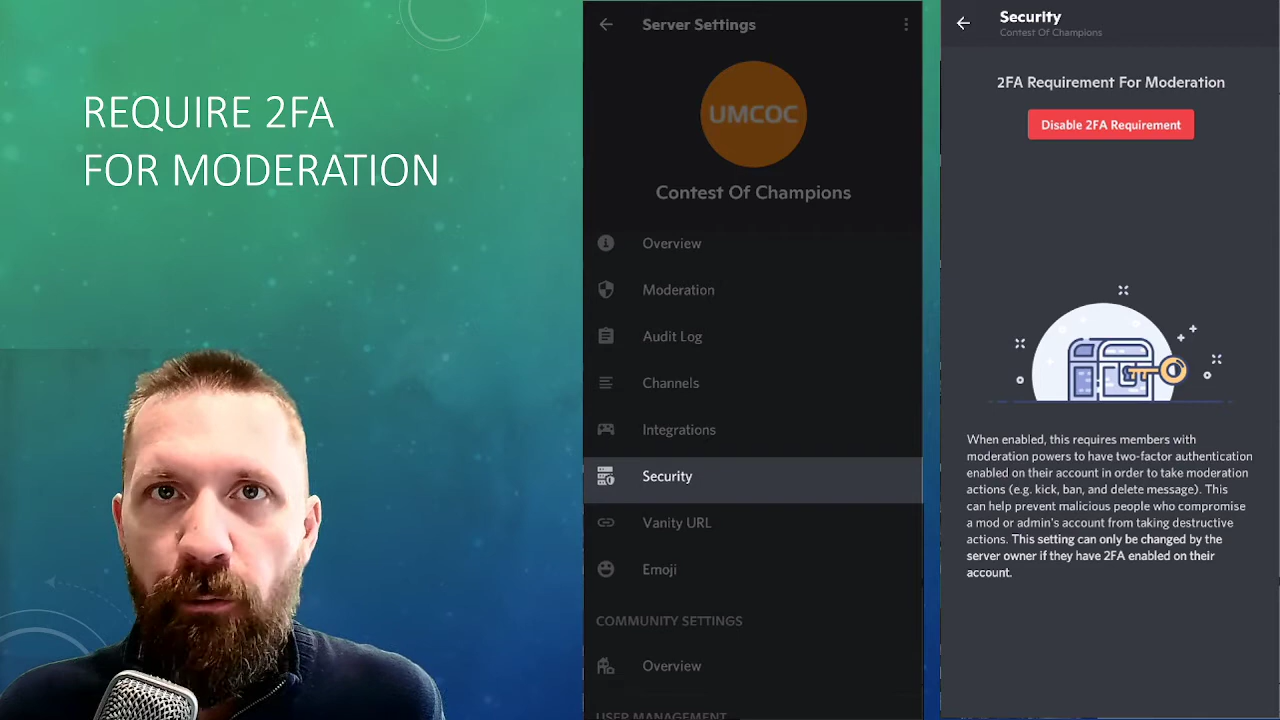 REQUIRE 2FA
FOR MODERATION
Server Settings
UMCOC
Contest Of Champions
Overview
Moderation
Audit Log
Channels
Integrations
Security
Vanity URL
Emoji
COMMUNITY SETTINGS
Overview
USER MANAGEMENT
Security
Contest Of Champions
2FA Requirement For Moderation
Disable 2FA Requirement
When enabled, this requires members with
moderation powers to have two-factor authentication
enabled on their account in order to take moderation
actions (e.g. kick, ban, and delete message). This
can help prevent malicious people who compromise
a mod or admin's account from taking destructive
actions. This setting can only be changed by the
server owner if they have 2FA enabled on their
account.